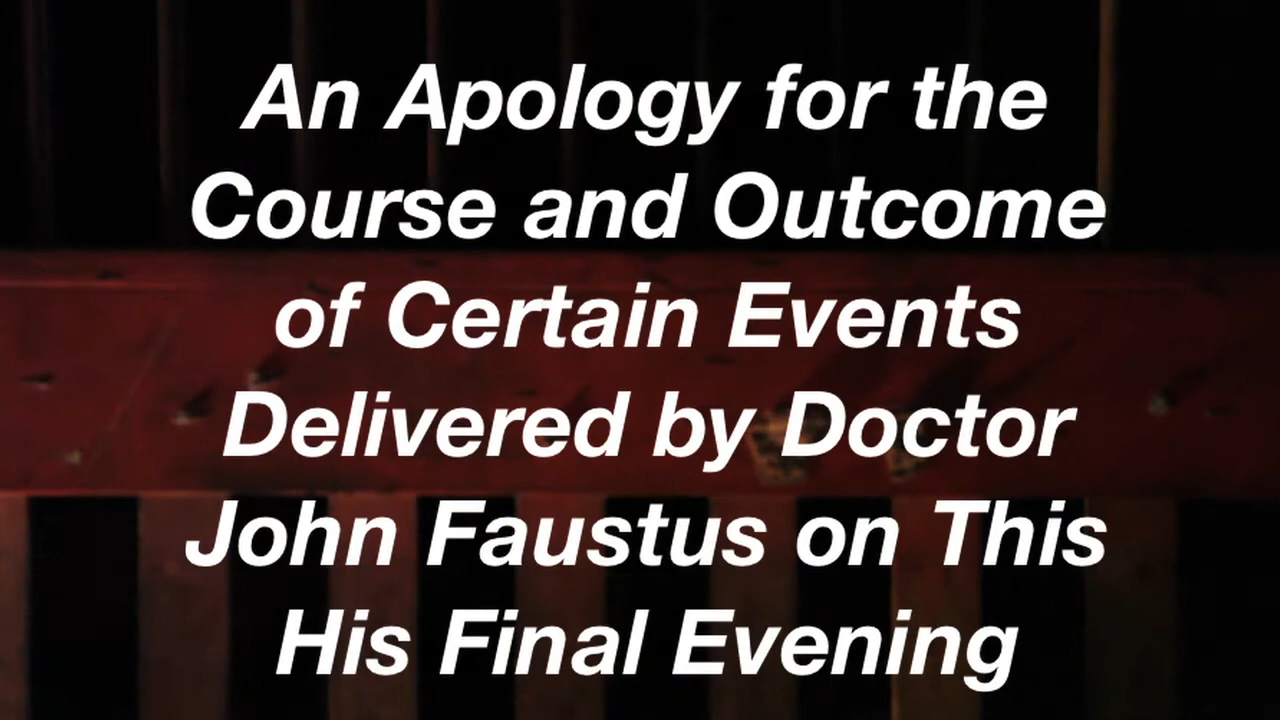 An Apology for the
Course and Outcome
of Certain Events
Delivered by Doctor
John Faustus on This
His Final Evening